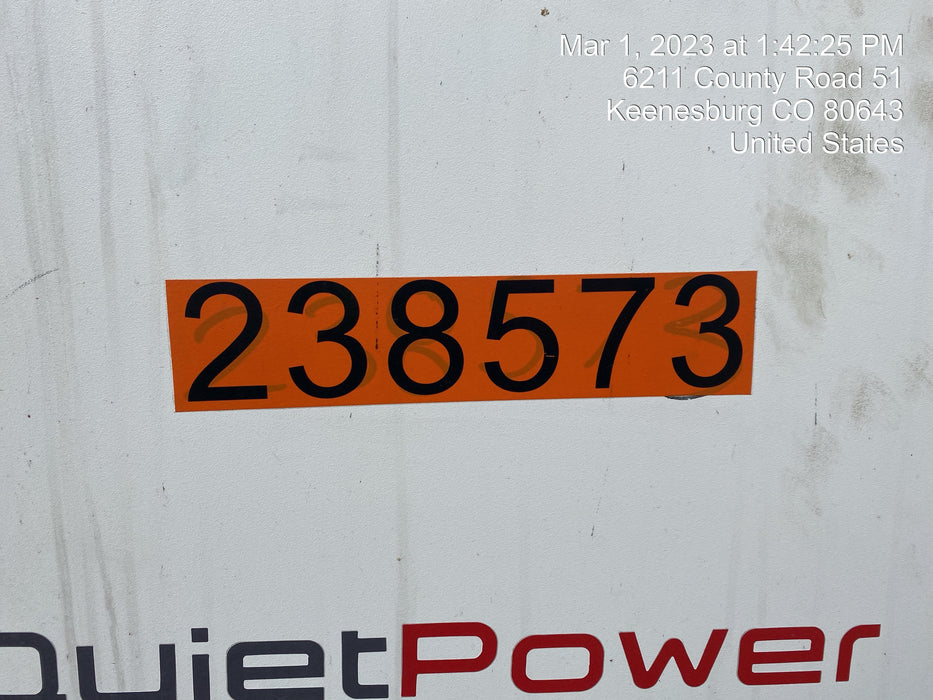 Mar 1, 2023 at 1:42:25 PM
6211 County Road 51
Keenesburg CO 80643
United States
238573
QuietPower